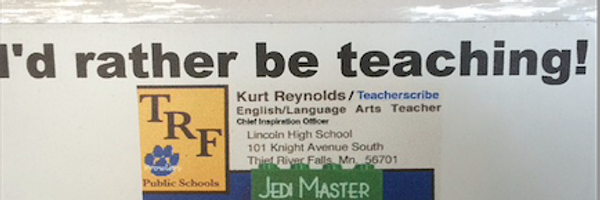 I'd rather be teaching!
TRF
Prowlers
Public Schools
Kurt Reynolds / Teacherscribe
English/Language Arts Teacher
Chief Inspiration Officer
Lincoln High School
101 Knight Avenue South
Thief River Falls, Mn, 56701
JEDI MASTER